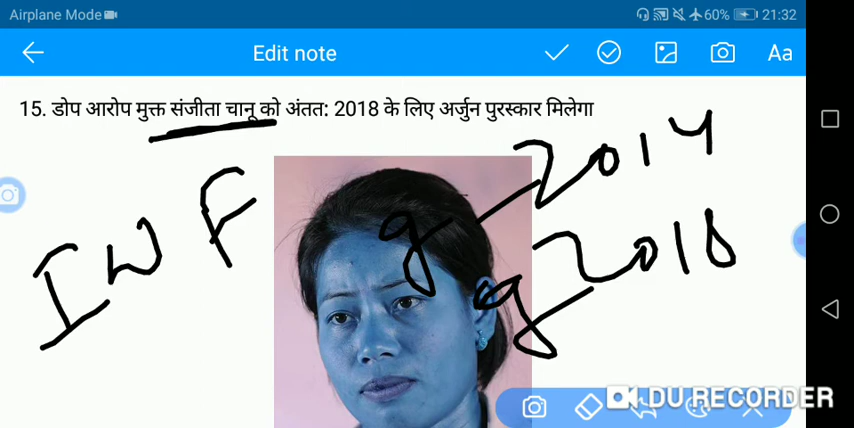 Airplane Mode 60% 21:32
Edit note Aa
15. डोप आरोप मुक्त संजीता चानू को अंतत: 2018 के लिए अर्जुन पुरस्कार मिलेगा
IWF
g-2014
g 2018
DU RECORDER